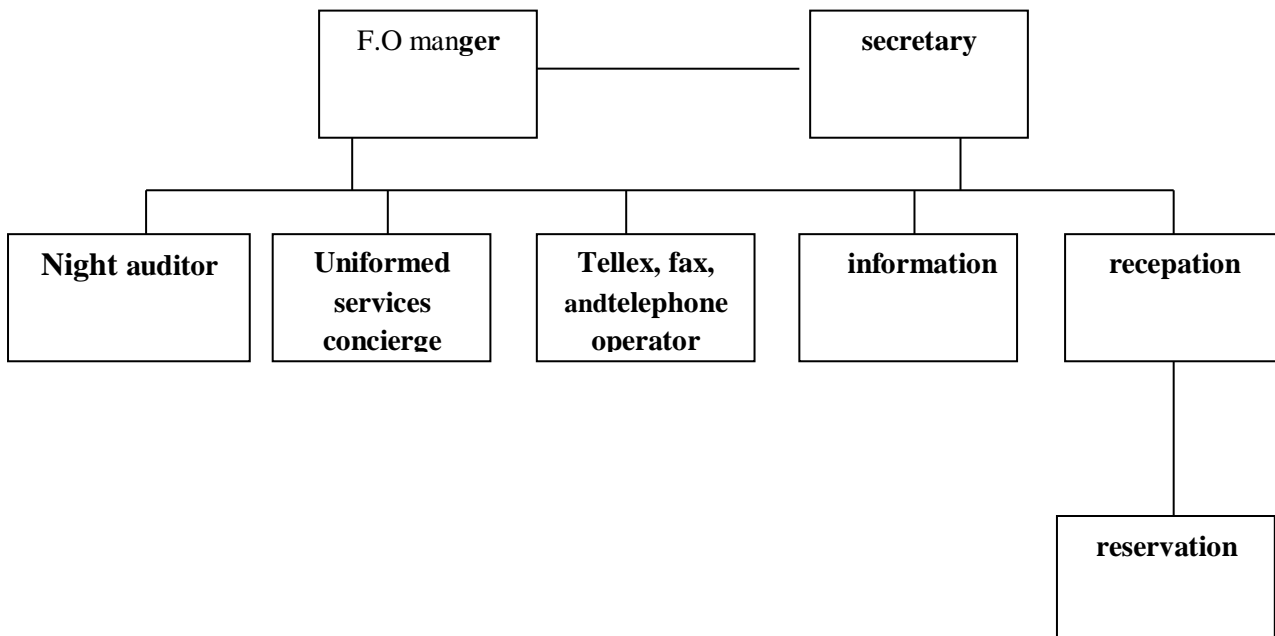 F.O manger
secretary
Night auditor
Uniformed
services
concierge
Tellex, fax,
andtelephone
operator
information
recepation
reservation